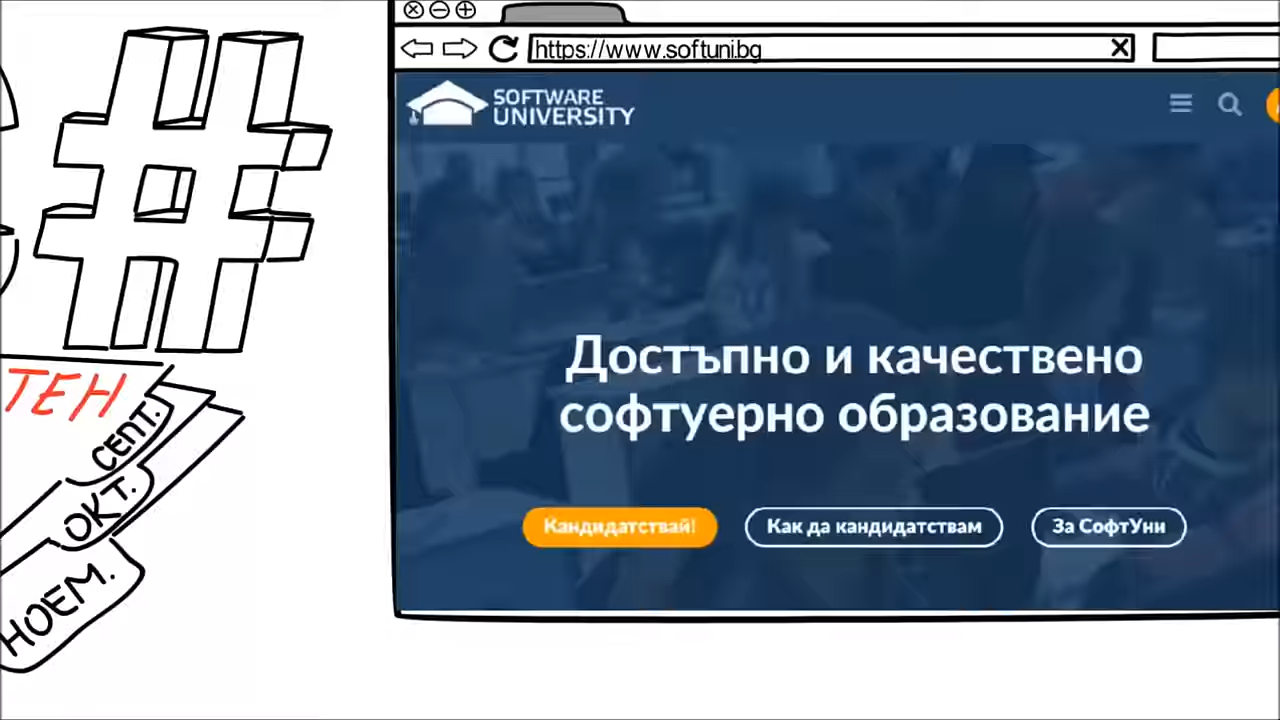 #
https://www.softuni.bg
SOFTWARE
UNIVERSITY
Достъпно и качествено
софтуерно образование
Кандидатствай!
Как да кандидатствам
За СофтУни
ТЕН
СЕПТ.
ОКТ.
НОЕМ.